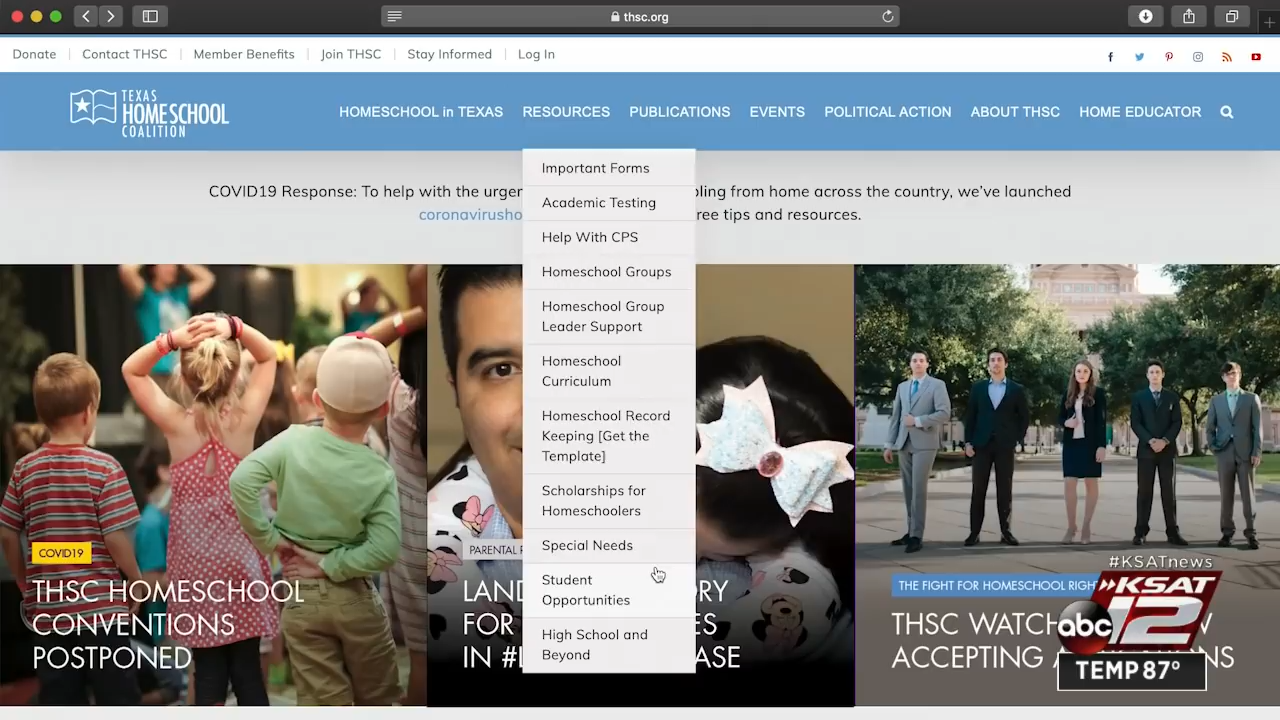 thsc.org
Donate
Contact THSC
Member Benefits
Join THSC
Stay Informed
Log In
TEXAS
HOMESCHOOL
COALITION
HOMESCHOOL in TEXAS
RESOURCES
PUBLICATIONS
EVENTS
POLITICAL ACTION
ABOUT THSC
HOME EDUCATOR
COVID19 Response: To help with the urgen
ling from home across the country, we've launched
coronavirusho
ree tips and resources.
Important Forms
Academic Testing
Help With CPS
Homeschool Groups
Homeschool Group
Leader Support
Homeschool
Curriculum
Homeschool Record
Keeping [Get the
Template]
Scholarships for
Homeschoolers
Special Needs
Student
Opportunities
High School and
Beyond
COVID19
THSC HOMESCHOOL
CONVENTIONS
POSTPONED
PARENTAL
LAND
RY
FOR
ES
IN #L
ASE
THE FIGHT FOR HOMESCHOOL RIGH
THSC WATCH
W
ACCEPTING A
NS
#KSATnews
KSAT
abc 12
TEMP 87°